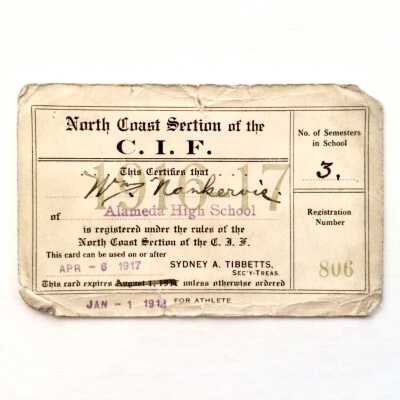 North Coast Section of the
C. I. F.
1916-17
This Certifies that
Wm. Nankervis
of Alameda High School
is registered under the rules of the
North Coast Section of the C. I. F.
This card can be used on or after
APR - 6 1917
SYDNEY A. TIBBETTS,
SEC'Y-TREAS.
This card expires August 1, unless otherwise ordered
JAN - 1 1918
FOR ATHLETE
No. of Semesters
in School
3.
Registration
Number
806